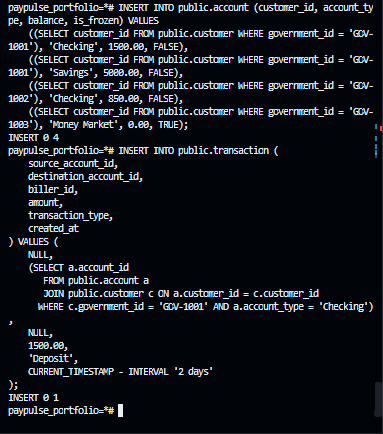 paypulse_portfolio=*# INSERT INTO public.account (customer_id, account_ty
pe, balance, is_frozen) VALUES
    ((SELECT customer_id FROM public.customer WHERE government_id = 'GOV-
1001'), 'Checking', 1500.00, FALSE),
    ((SELECT customer_id FROM public.customer WHERE government_id = 'GOV-
1001'), 'Savings', 5000.00, FALSE),
    ((SELECT customer_id FROM public.customer WHERE government_id = 'GOV-
1002'), 'Checking', 850.00, FALSE),
    ((SELECT customer_id FROM public.customer WHERE government_id = 'GOV-
1003'), 'Money Market', 0.00, TRUE);
INSERT 0 4
paypulse_portfolio=*# INSERT INTO public.transaction (
    source_account_id,
    destination_account_id,
    biller_id,
    amount,
    transaction_type,
    created_at
) VALUES (
    NULL,
    (SELECT a.account_id
       FROM public.account a
       JOIN public.customer c ON a.customer_id = c.customer_id
      WHERE c.government_id = 'GOV-1001' AND a.account_type = 'Checking')
,
    NULL,
    1500.00,
    'Deposit',
    CURRENT_TIMESTAMP - INTERVAL '2 days'
);
INSERT 0 1
paypulse_portfolio=*#